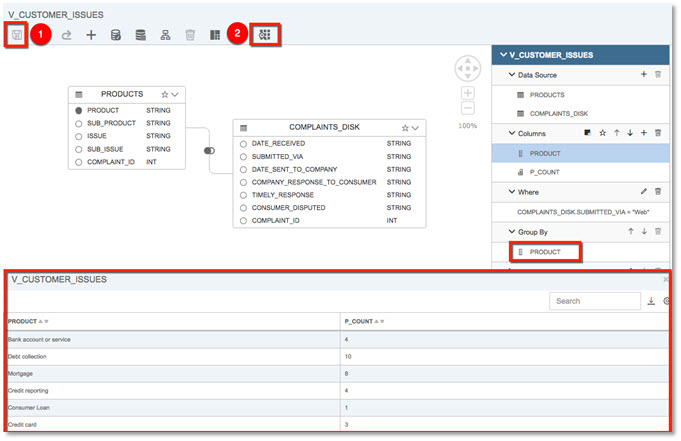 V_CUSTOMER_ISSUES
1
2
PRODUCTS
PRODUCT STRING
SUB_PRODUCT STRING
ISSUE STRING
SUB_ISSUE STRING
COMPLAINT_ID INT
COMPLAINTS_DISK
DATE_RECEIVED STRING
SUBMITTED_VIA STRING
DATE_SENT_TO_COMPANY STRING
COMPANY_RESPONSE_TO_CONSUMER STRING
TIMELY_RESPONSE STRING
CONSUMER_DISPUTED STRING
COMPLAINT_ID INT
100%
V_CUSTOMER_ISSUES
Data Source
PRODUCTS
COMPLAINTS_DISK
Columns
PRODUCT
P_COUNT
Where
COMPLAINTS_DISK.SUBMITTED_VIA = "Web"
Group By
PRODUCT
V_CUSTOMER_ISSUES
Search
PRODUCT P_COUNT
Bank account or service 4
Debt collection 10
Mortgage 8
Credit reporting 4
Consumer Loan 1
Credit card 3